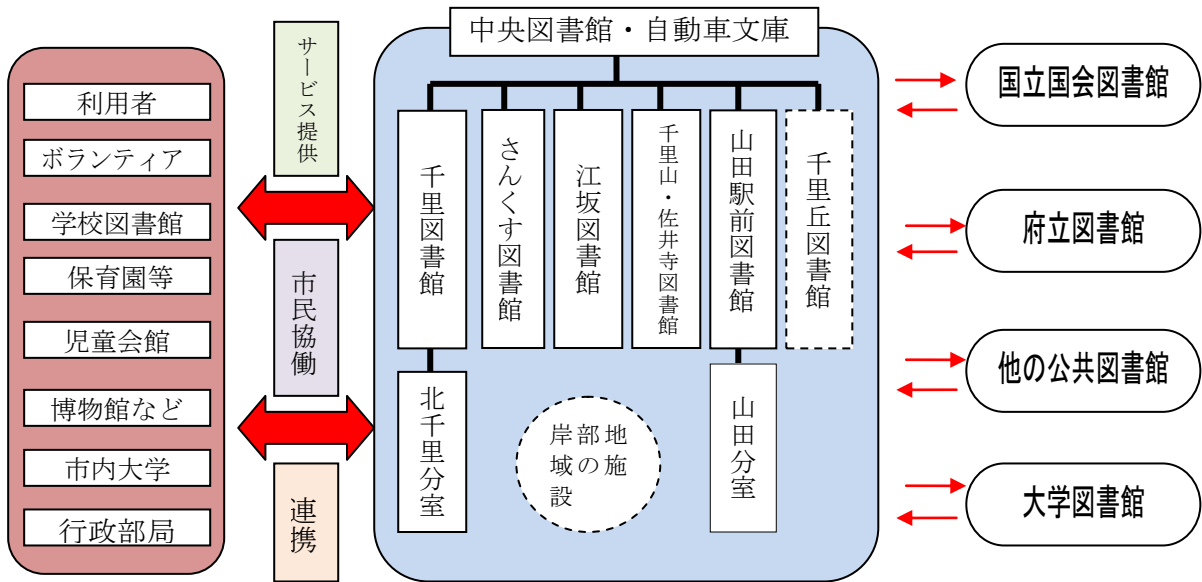 利用者
ボランティア
学校図書館
保育園等
児童会館
博物館など
市内大学
行政部局
サービス提供
市民協働
連携
中央図書館・自動車文庫
千里図書館
さんくす図書館
江坂図書館
千里山・佐井寺図書館
山田駅前図書館
千里丘図書館
北千里分室
岸部地
域の施
設
山田分室
国立国会図書館
府立図書館
他の公共図書館
大学図書館